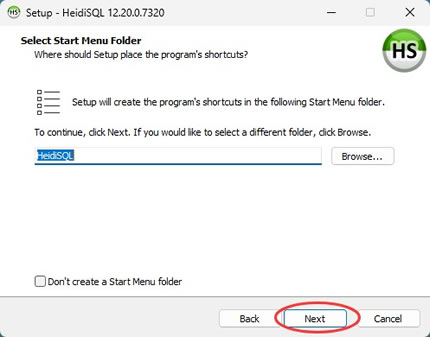 HS
Setup - HeidiSQL 12.20.0.7320
Select Start Menu Folder
Where should Setup place the program's shortcuts?
HS
Setup will create the program's shortcuts in the following Start Menu folder.
To continue, click Next. If you would like to select a different folder, click Browse.
HeidiSQL
Browse...
Don't create a Start Menu folder
Back
Next
Cancel